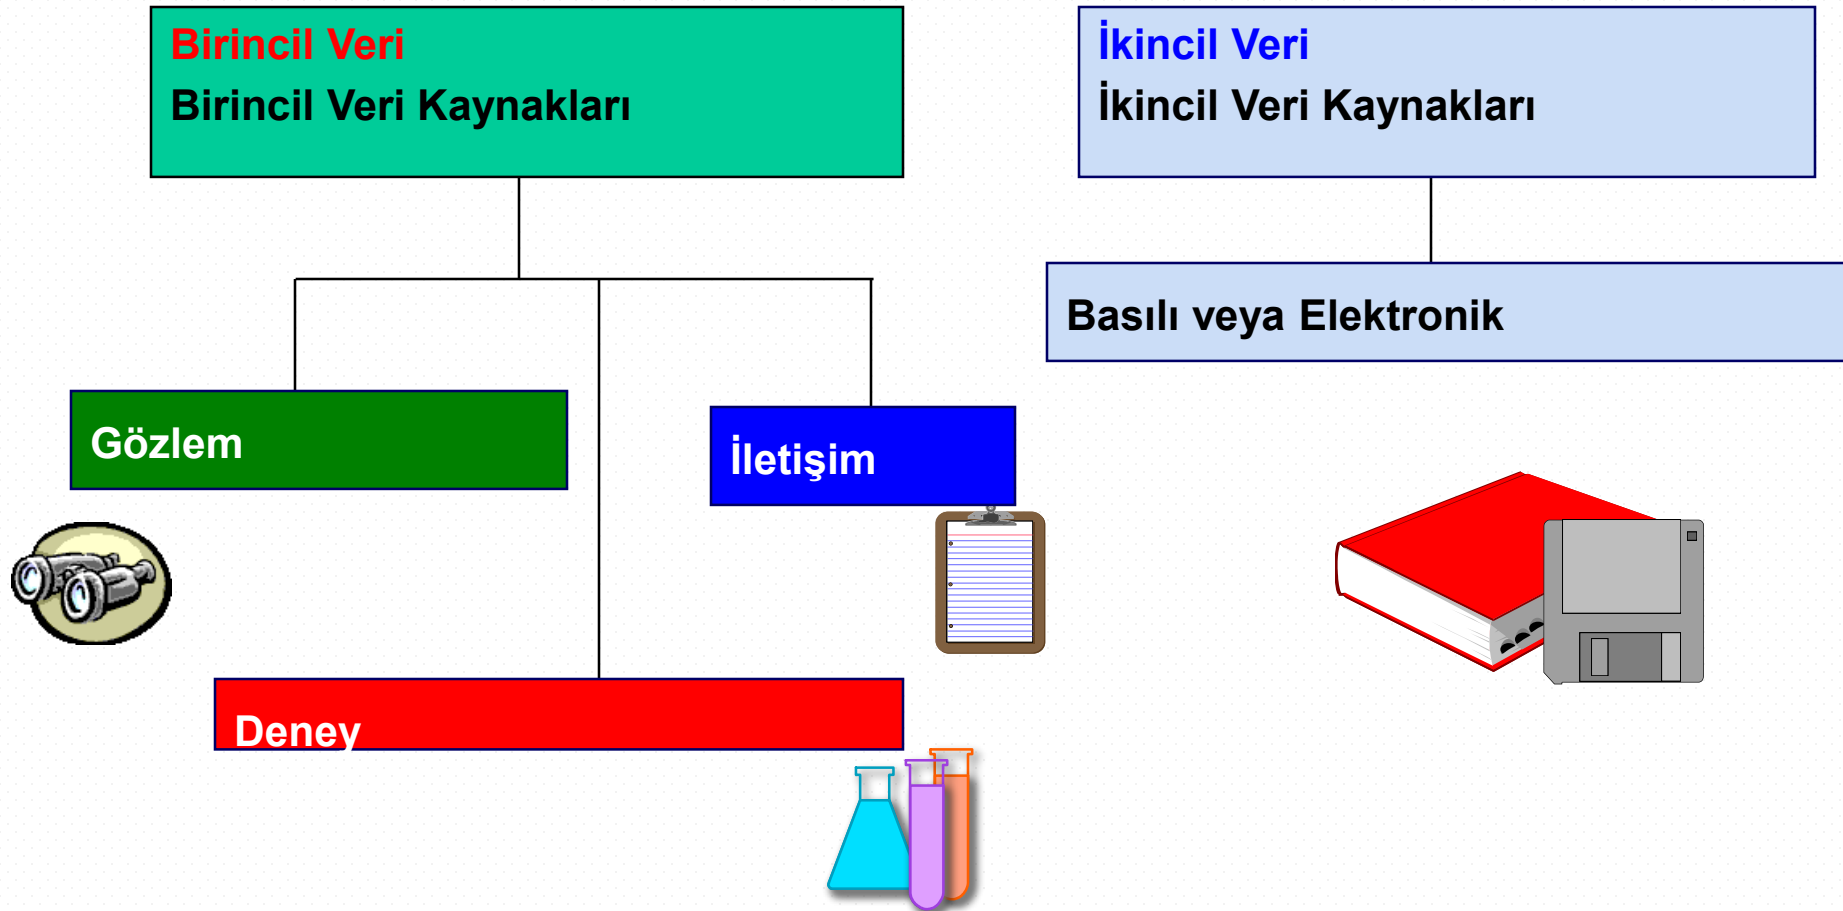 Birincil Veri
Birincil Veri Kaynakları
İkincil Veri
İkincil Veri Kaynakları
Basılı veya Elektronik
Gözlem
İletişim
Deney